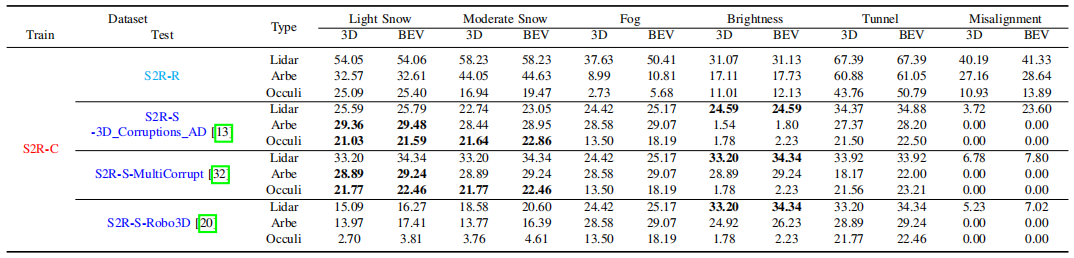 Dataset Type Light Snow Moderate Snow Fog Brightness Tunnel Misalignment
Train Test 3D BEV 3D BEV 3D BEV 3D BEV 3D BEV 3D BEV
S2R-C
S2R-R
Lidar 54.05 54.06 58.23 58.23 37.63 50.41 31.07 31.13 67.39 67.39 40.19 41.33
Arbe 32.57 32.61 44.05 44.63 8.99 10.81 17.11 17.73 60.88 61.05 27.16 28.64
Occuli 25.09 25.40 16.94 19.47 2.73 5.68 11.01 12.13 43.76 50.79 10.93 13.89
S2R-S
-3D_Corruptions_AD [13]
Lidar 25.59 25.79 22.74 23.05 24.42 25.17 24.59 24.59 34.37 34.88 3.72 23.60
Arbe 29.36 29.48 28.44 28.95 28.58 29.07 1.54 1.80 27.37 28.20 0.00 0.00
Occuli 21.03 21.59 21.64 22.86 13.50 18.19 1.78 2.23 21.50 22.50 0.00 0.00
S2R-S-MultiCorrupt [32]
Lidar 33.20 34.34 33.20 34.34 24.42 25.17 33.20 34.34 33.92 33.92 6.78 7.80
Arbe 28.89 29.24 28.89 29.24 28.58 29.07 28.89 29.24 18.17 22.00 0.00 0.00
Occuli 21.77 22.46 21.77 22.46 13.50 18.19 1.78 2.23 21.56 23.21 0.00 0.00
S2R-S-Robo3D [20]
Lidar 15.09 16.27 18.58 20.60 24.42 25.17 33.20 34.34 33.20 34.34 5.23 7.02
Arbe 13.97 17.41 13.77 16.39 28.58 29.07 24.92 26.23 28.89 29.24 0.00 0.00
Occuli 2.70 3.81 3.76 4.61 13.50 18.19 1.78 2.23 21.77 22.46 0.00 0.00